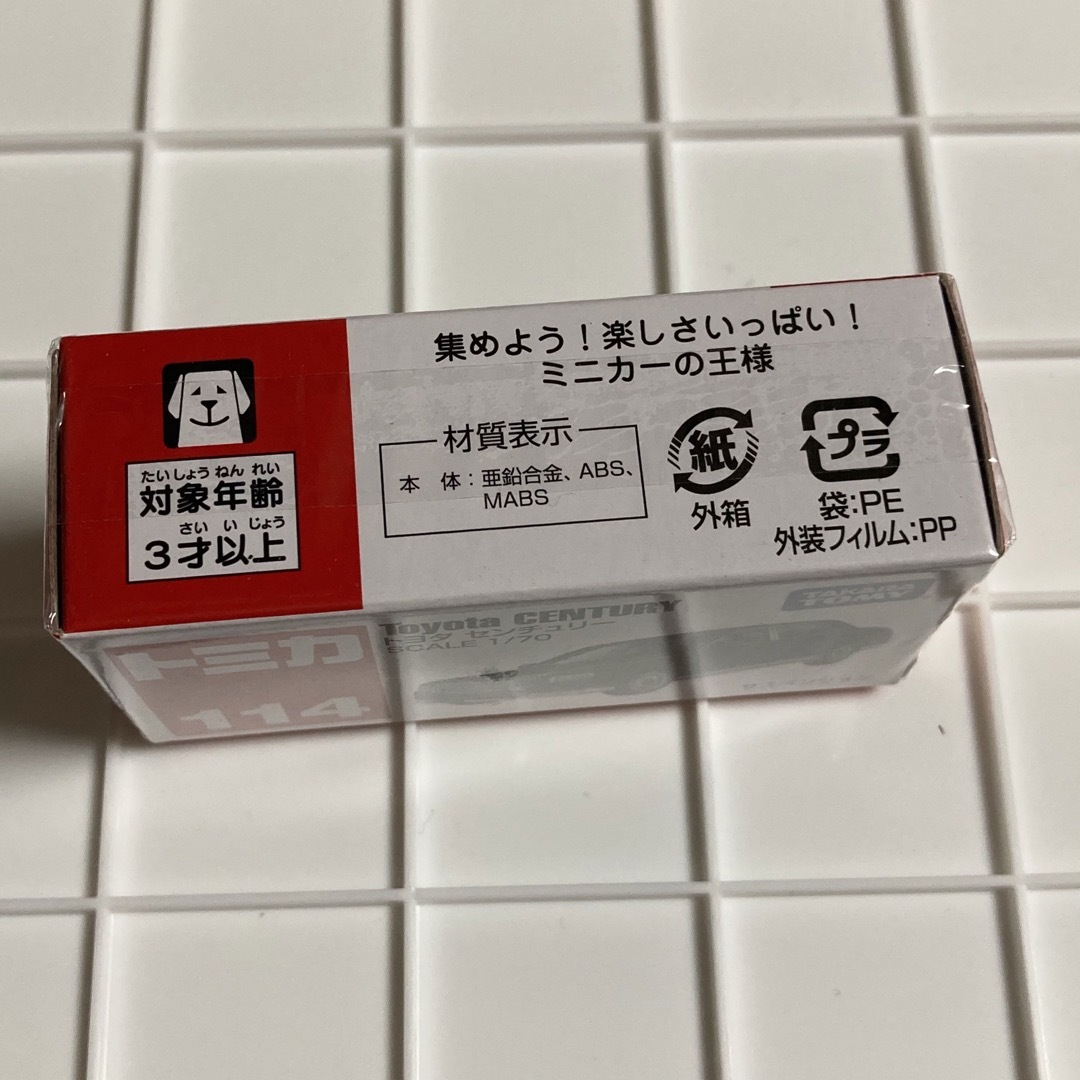 集めよう！楽しさいっぱい！
ミニカーの王様
たいしょうねんれい
対象年齢
さいいじょう
3才以上
材質表示
本 体：亜鉛合金、ABS、
MABS
紙
外箱
プラ
袋:PE
外装フィルム:PP
トミカ
114
Toyota CENTURY
トヨタ センチュリー
SCALE 1/70
TAKARA
TOMY